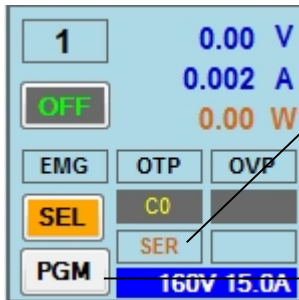 1 0.00 V
0.002 A
OFF 0.00 W
EMG OTP OVP
SEL C0
SER
PGM 160V 15.0A